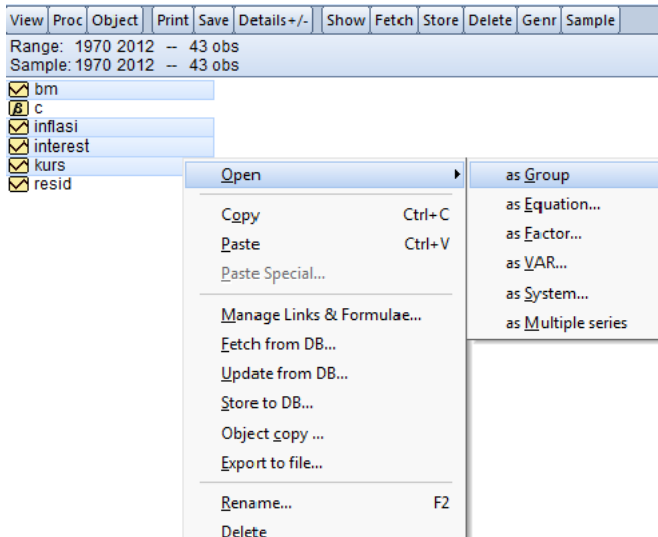 View Proc Object Print Save Details+/- Show Fetch Store Delete Genr Sample
Range: 1970 2012 -- 43 obs
Sample: 1970 2012 -- 43 obs
bm
β c
inflasi
interest
kurs
resid
Open
Copy Ctrl+C
Paste Ctrl+V
Paste Special...
Manage Links & Formulae...
Fetch from DB...
Update from DB...
Store to DB...
Object copy ...
Export to file...
Rename... F2
Delete
as Group
as Equation...
as Factor...
as VAR...
as System...
as Multiple series